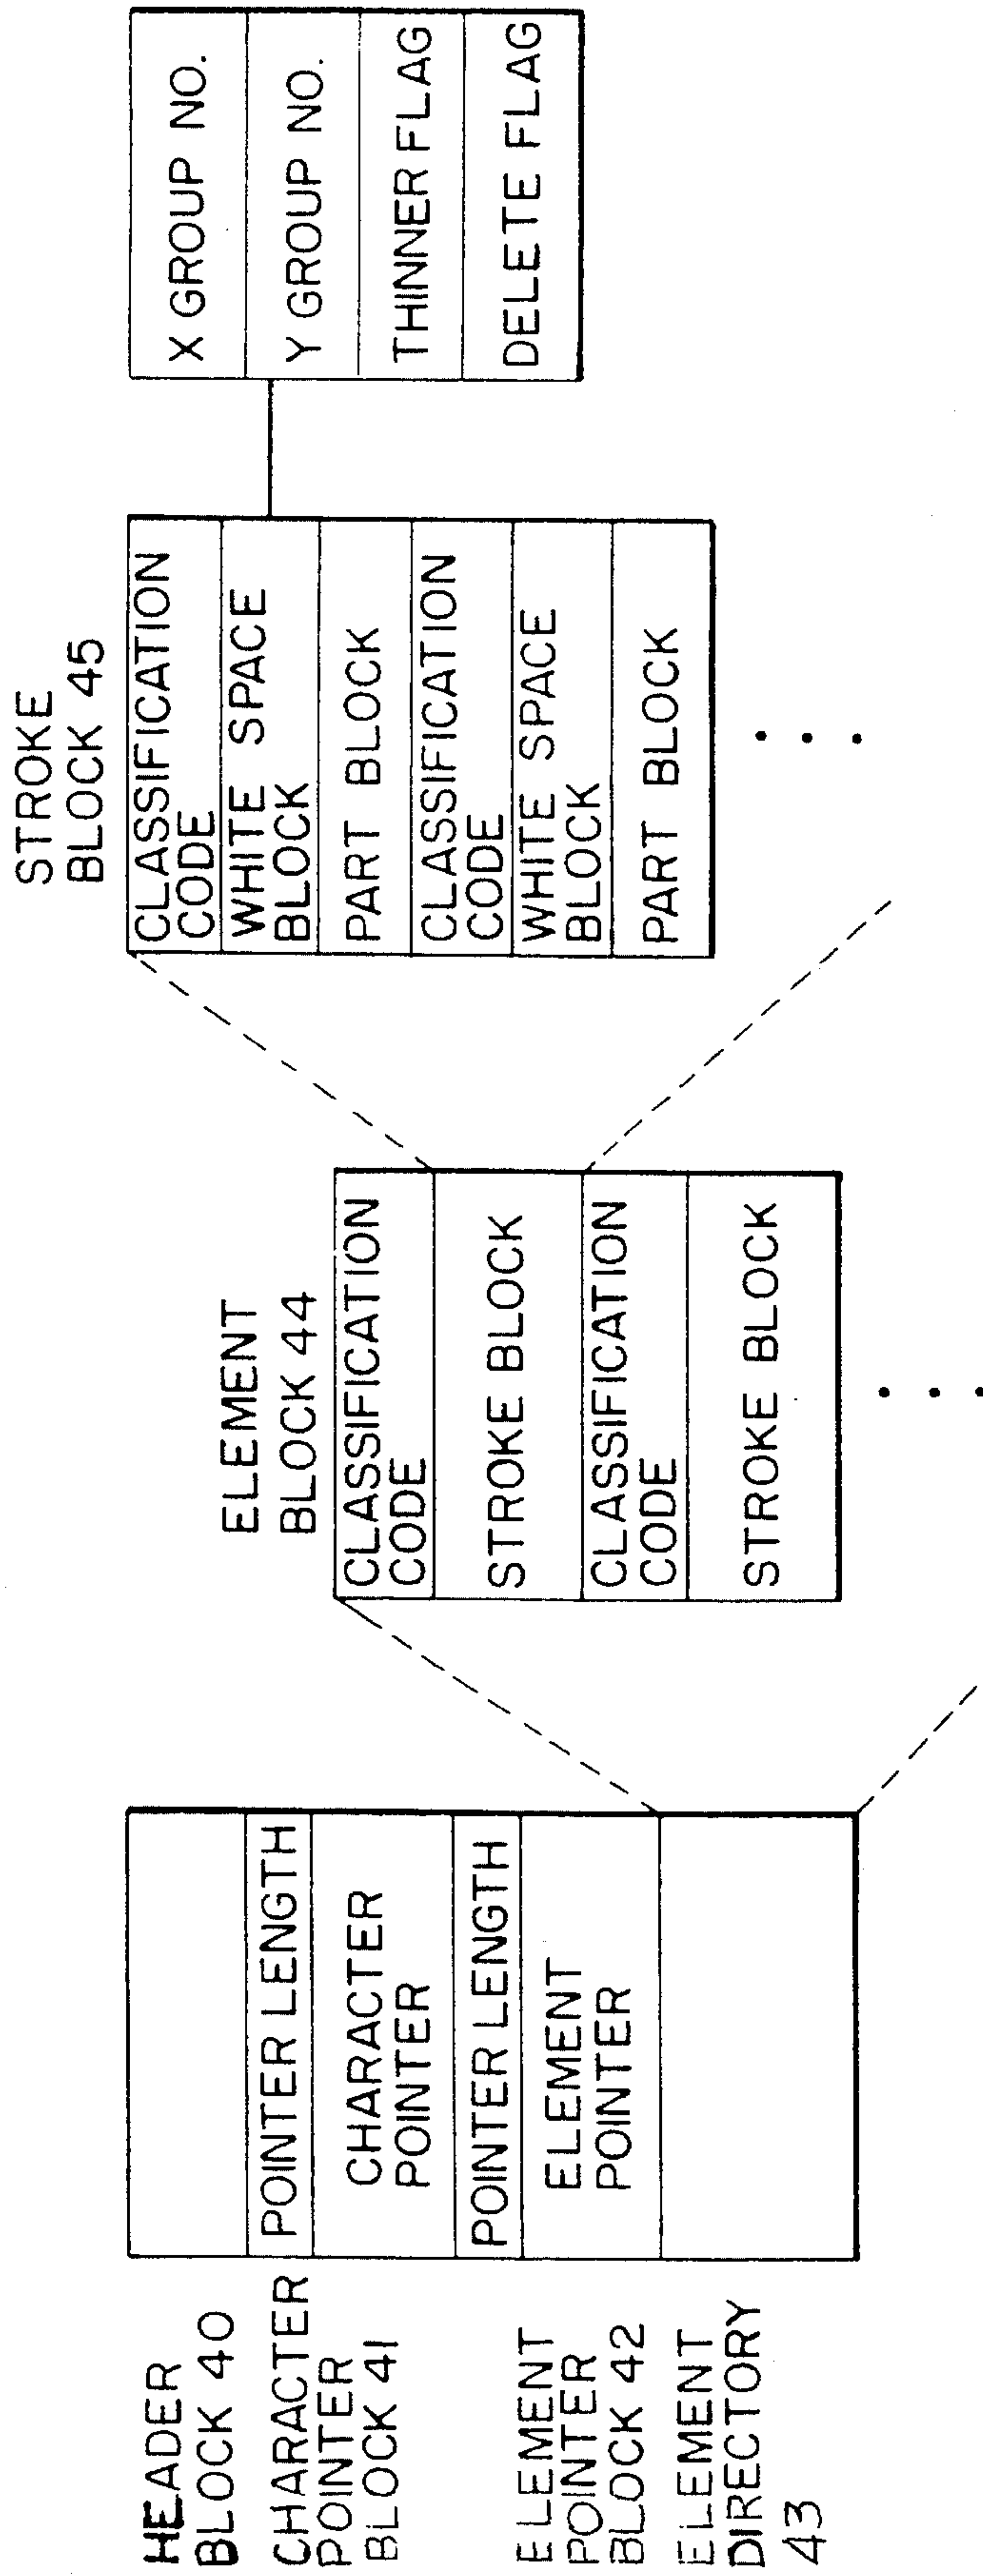 HEADER
BLOCK 40
CHARACTER
POINTER
BLOCK 41
ELEMENT
POINTER
BLOCK 42
ELEMENT
DIRECTORY
43
POINTER LENGTH
CHARACTER
POINTER
POINTER LENGTH
ELEMENT
POINTER
ELEMENT
BLOCK 44
CLASSIFICATION
CODE
STROKE BLOCK
CLASSIFICATION
CODE
STROKE BLOCK
STROKE
BLOCK 45
CLASSIFICATION
CODE
WHITE SPACE
BLOCK
PART BLOCK
CLASSIFICATION
CODE
WHITE SPACE
BLOCK
PART BLOCK
X GROUP NO.
Y GROUP NO.
THINNER FLAG
DELETE FLAG